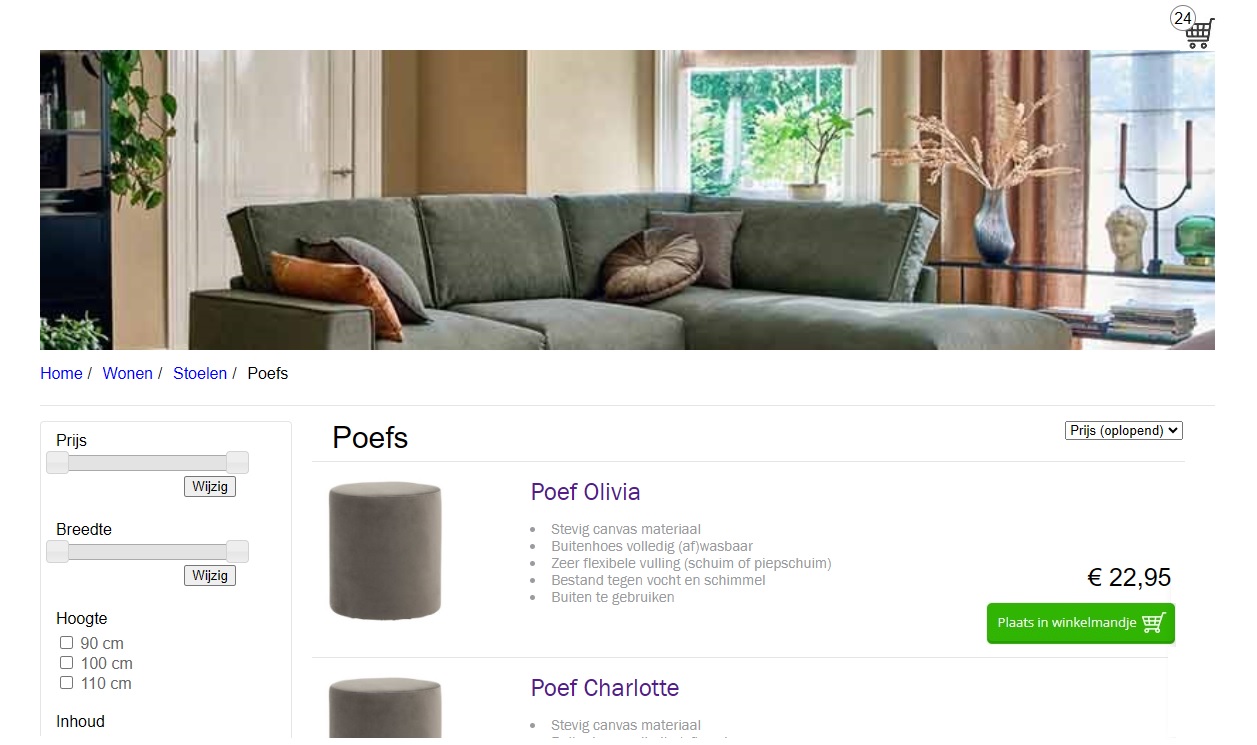 24
Home / Wonen / Stoelen / Poefs
Prijs
Wijzig
Breedte
Wijzig
Hoogte
90 cm
100 cm
110 cm
Inhoud
Poefs
Prijs (oplopend)
Poef Olivia
Stevig canvas materiaal
Buitenhoes volledig (af)wasbaar
Zeer flexibele vulling (schuim of piepschuim)
Bestand tegen vocht en schimmel
Buiten te gebruiken
€ 22,95
Plaats in winkelmandje
Poef Charlotte
Stevig canvas materiaal